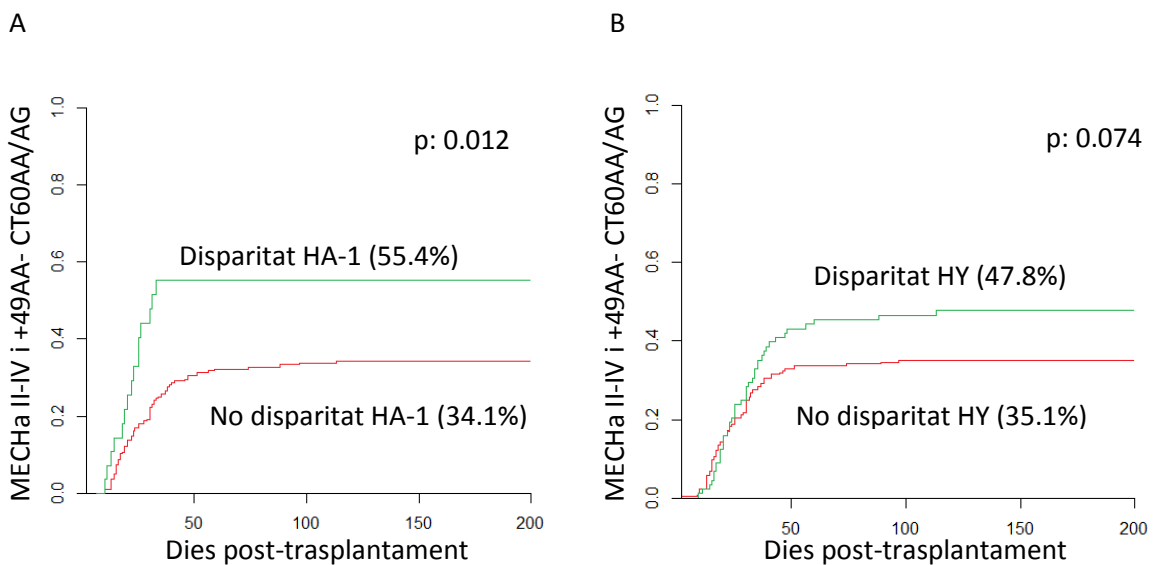 A
MECHa II-IV i +49AA- CT60AA/AG
1.0
0.8
0.6
0.4
0.2
0.0
p: 0.012
Disparitat HA-1 (55.4%)
No disparitat HA-1 (34.1%)
50
100
150
200
Dies post-trasplantament
B
MECHa II-IV i +49AA- CT60AA/AG
1.0
0.8
0.6
0.4
0.2
0.0
p: 0.074
Disparitat HY (47.8%)
No disparitat HY (35.1%)
50
100
150
200
Dies post-trasplantament